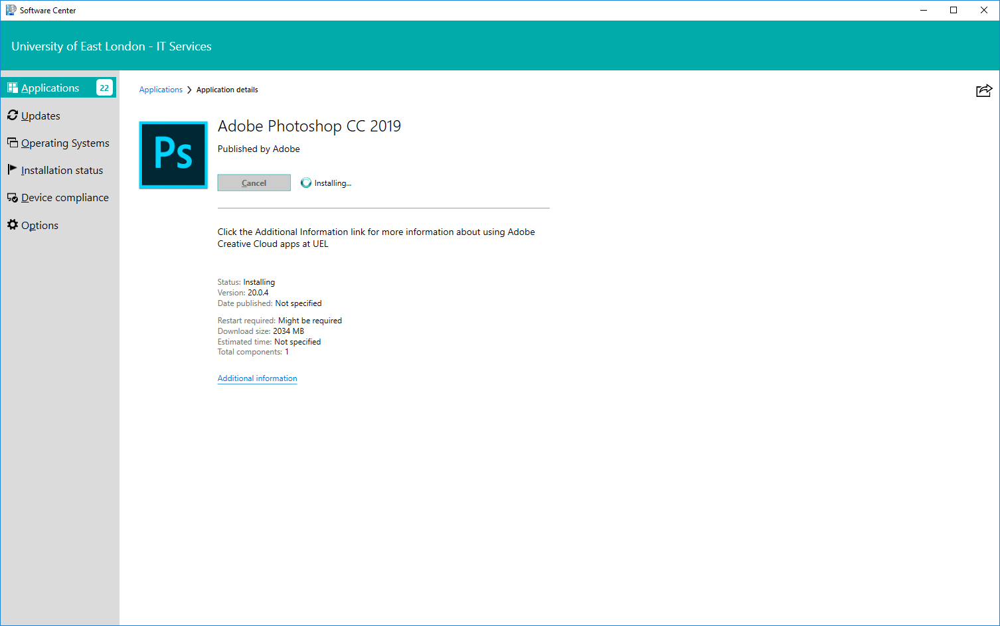 Software Center
University of East London - IT Services
Applications 22
Updates
Operating Systems
Installation status
Device compliance
Options
Applications Application details
Ps
Adobe Photoshop CC 2019
Published by Adobe
Cancel Installing...
Click the Additional Information link for more information about using Adobe
Creative Cloud apps at UEL
Status: Installing
Version: 20.0.4
Date published: Not specified
Restart required: Might be required
Download size: 2034 MB
Estimated time: Not specified
Total components: 1
Additional information